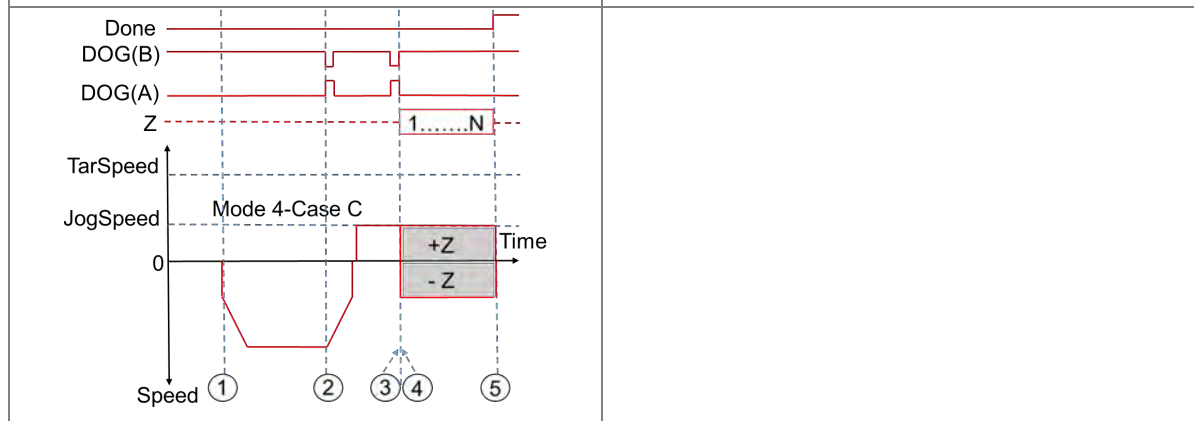 Done
DOG(B)
DOG(A)
Z
1.......N
TarSpeed
JogSpeed
Mode 4-Case C
Time
+Z
0
- Z
Speed
1
2
3
4
5